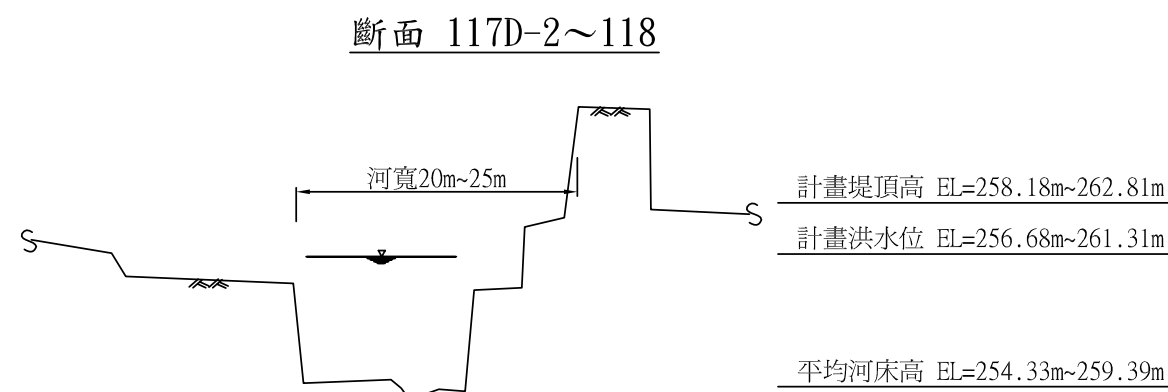 斷面 117D-2～118
河寬20m~25m
計畫堤頂高 EL=258.18m~262.81m
計畫洪水位 EL=256.68m~261.31m
平均河床高 EL=254.33m~259.39m